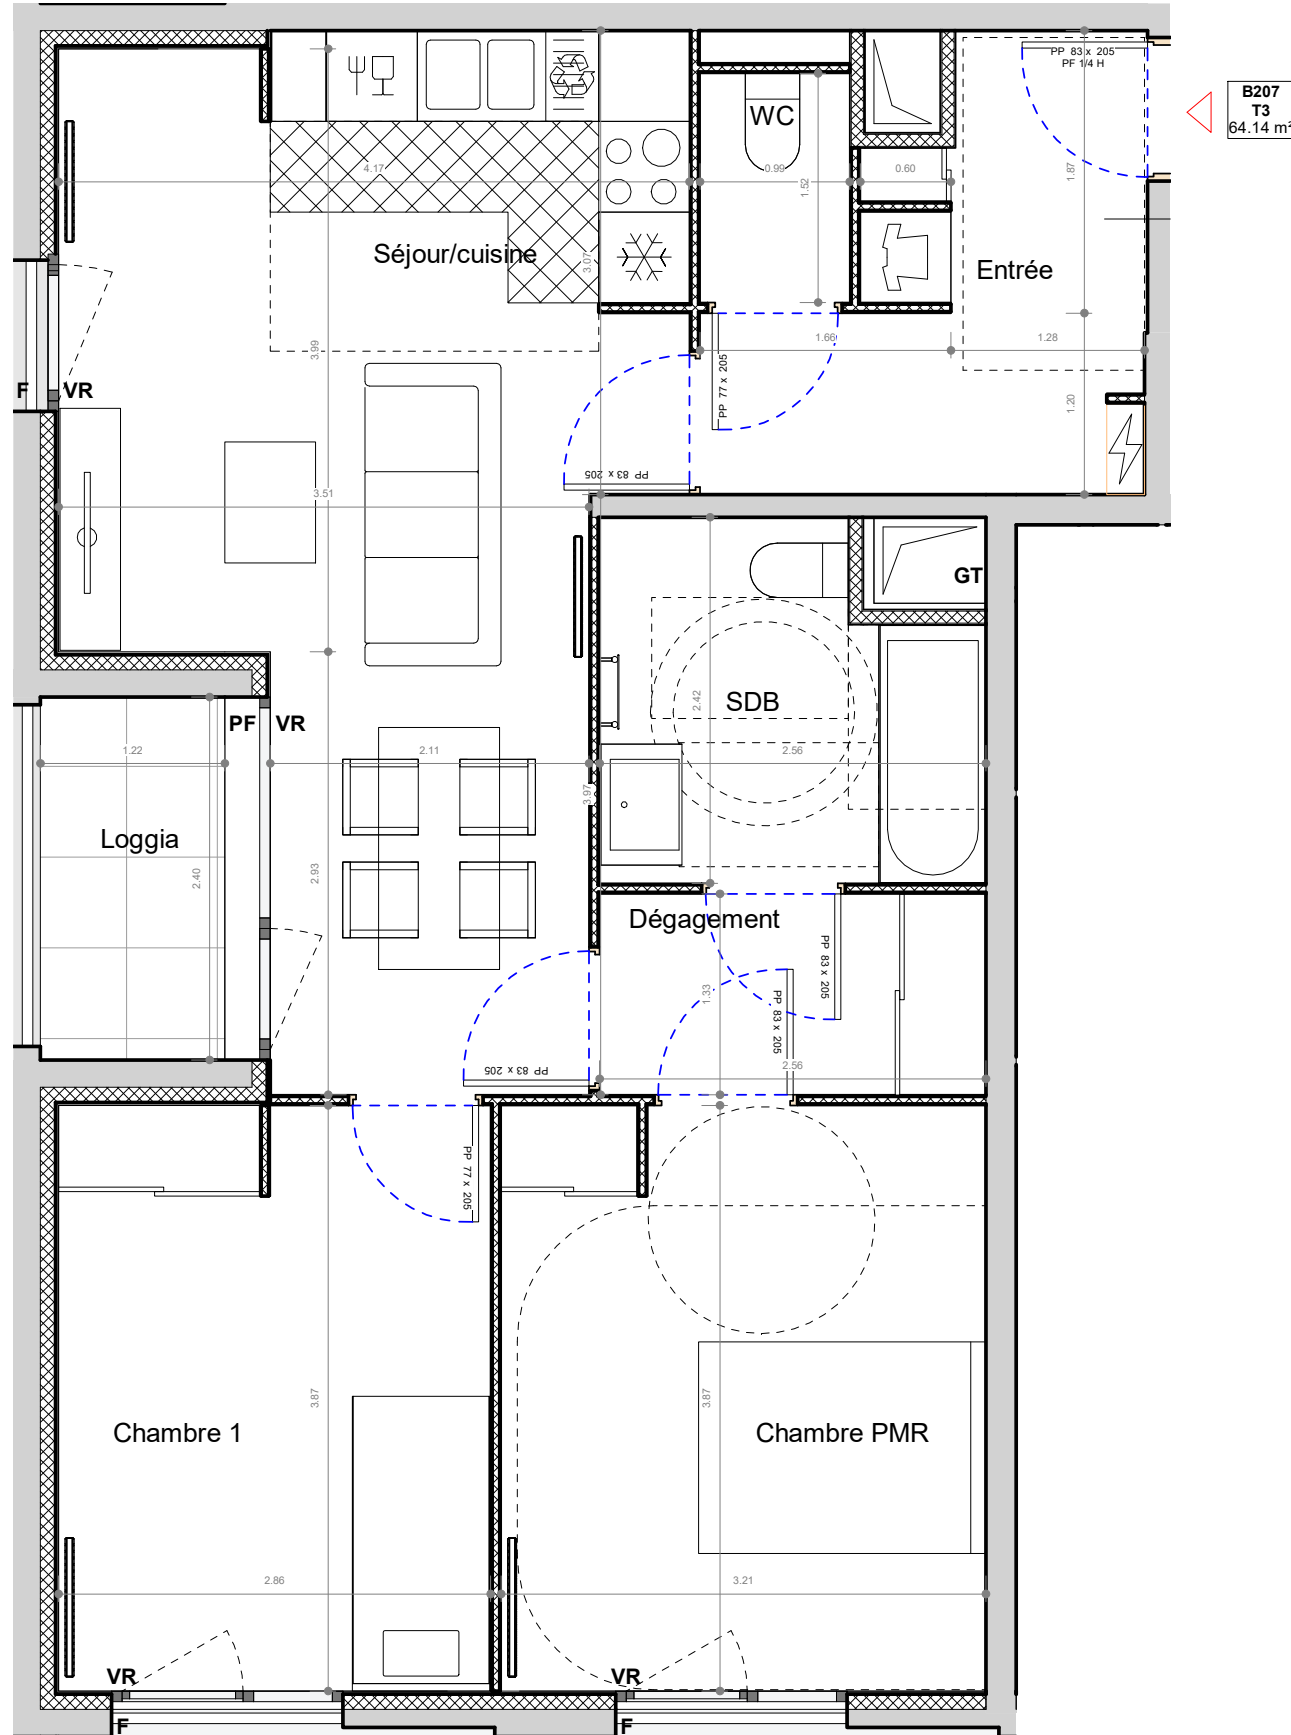 PP 83 x 205
PF 1/4 H
B207
T3
64.14 m²
WC
4.17
0.99
1.52
0.60
1.87
Séjour/cuisine
3.07
Entrée
3.99
1.66
1.28
F
VR
PP 77 x 205
1.20
PP 83 x 205
3.51
GT
SDB
2.42
PF
VR
1.22
2.11
2.56
3.97
Loggia
2.40
2.93
Dégagement
PP 83 x 205
1.33
PP 83 x 205
PP 83 x 205
2.56
PP 77 x 205
3.87
3.87
Chambre 1
Chambre PMR
2.86
3.21
VR
VR
F
F